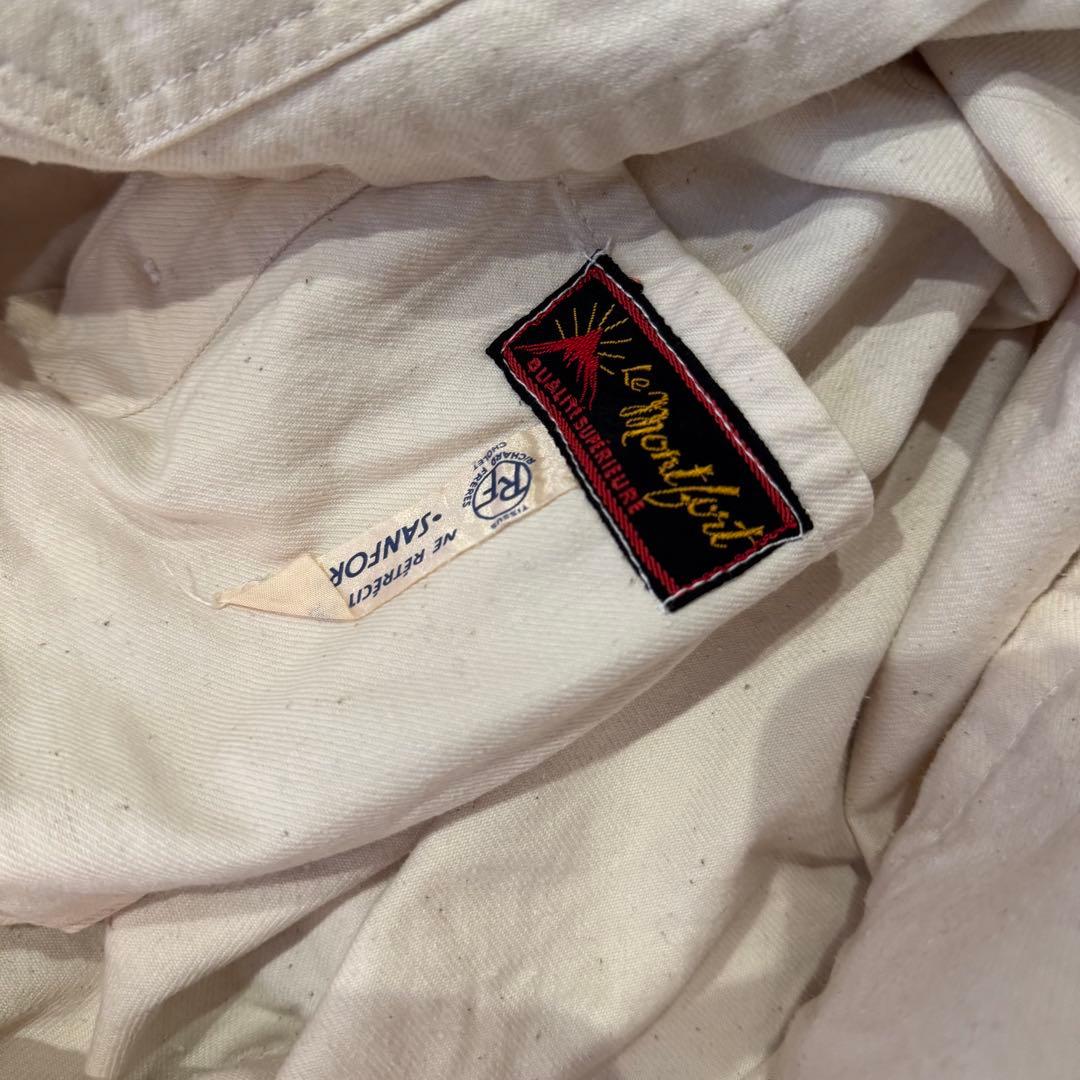 Le Montfort
QUALITÉ SUPÉRIEURE
Tissus
RF
RICHARD FRÈRES
CHOLET
*SANFOR
NE RÉTRÉCIT